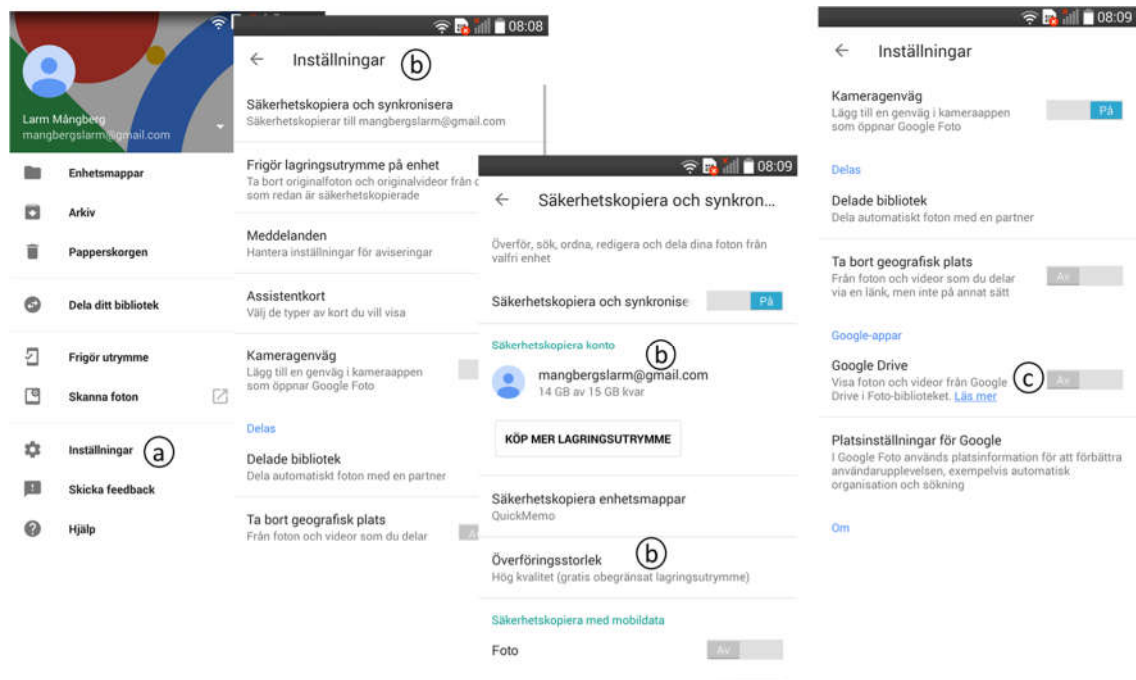 Larm Mångberg
mangbergslarm@gmail.com
Enhetsmappar
Arkiv
Papperskorgen
Dela ditt bibliotek
Frigör utrymme
Skanna foton
Inställningar
a
Skicka feedback
Hjälp
08:08
Inställningar
b
Säkerhetskopiera och synkronisera
Säkerhetskopierar till mangbergslarm@gmail.com
Frigör lagringsutrymme på enhet
Ta bort originalfoton och originalvideor från
som redan är säkerhetskopierade
Meddelanden
Hantera inställningar för aviseringar
Assistentkort
Välj de typer av kort du vill visa
Kameragenväg
Lägg till en genväg i kameraappen
som öppnar Google Foto
Delas
Delade bibliotek
Dela automatiskt foton med en partner
Ta bort geografisk plats
Från foton och videor som du delar
08:09
Säkerhetskopiera och synkron...
Överför, sök, ordna, redigera och dela dina foton från
valfri enhet
Säkerhetskopiera och synkronise
På
Säkerhetskopiera konto
b
mangbergslarm@gmail.com
14 GB av 15 GB kvar
KÖP MER LAGRINGSUTRYMME
Säkerhetskopiera enhetsmappar
QuickMemo
Överföringsstorlek
b
Hög kvalitet (gratis obegränsat lagringsutrymme)
Säkerhetskopiera med mobildata
Foto
Av
08:09
Inställningar
Kameragenväg
Lägg till en genväg i kameraappen
som öppnar Google Foto
På
Delas
Delade bibliotek
Dela automatiskt foton med en partner
Ta bort geografisk plats
Från foton och videor som du delar
via en länk, men inte på annat sätt
Av
Google-appar
Google Drive
Visa foton och videor från Google
Drive i Foto-biblioteket. Läs mer
c
Av
Platsinställningar för Google
I Google Foto används platsinformation för att förbättra
användarupplevelsen, exempelvis automatisk
organisation och sökning
Om